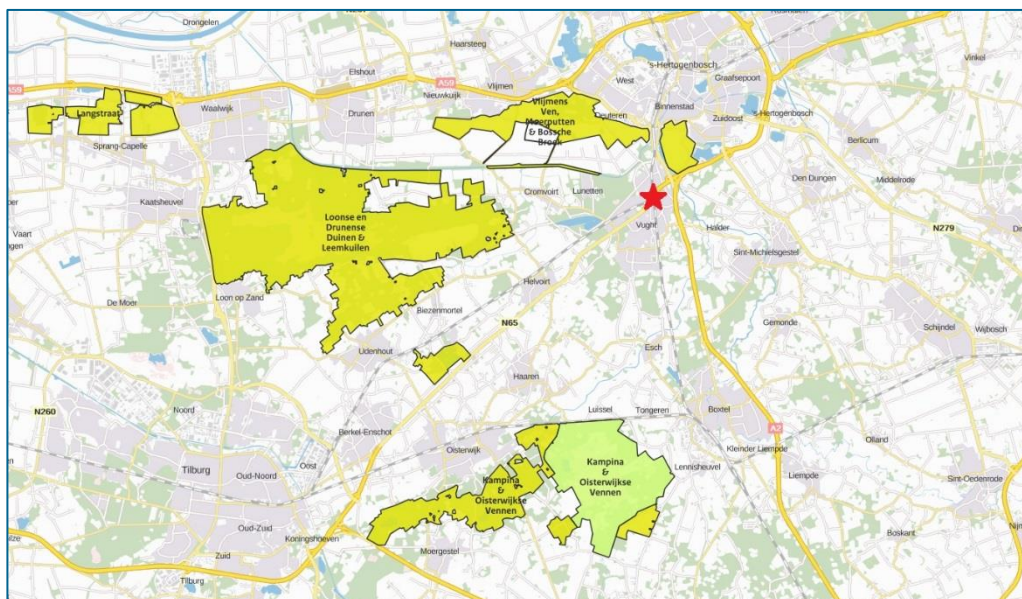 Drongelen
Haarsteeg
's-Hertogenbosch
Vinkel
A59
Elshout
A59
Vlijmen
West
Graafsepoort
Nieuwkuijk
Binnenstad
Langstraat
Waalwijk
Drunen
Vlijmens
Ven,
Moerputten
& Bossche
Broek
Deuteren
Zuidoost
's-Hertogenbosch
Sprang-Capelle
Berlicum
Cromvoirt
Lunetten
Den Dungen
Middelrode
Kaatsheuvel
Loonse en
Drunense
Duinen &
Leemkuilen
Vught
Halder
N279
Vaart
Sint-Michielsgestel
Helvoirt
De Moer
Loon op Zand
Biezenmortel
N65
Gemonde
Schijndel
Wijbosch
Udenhout
Esch
Haaren
N260
Noord
Luissel
Tongeren
Boxtel
A2
Berkel-Enschot
Olland
Oisterwijk
Kleinder Liempde
Tilburg
Oud-Noord
Oost
Kampina
&
Oisterwijkse
Vennen
Lennisheuvel
Liempde
Sint-Oedenrode
Kampina
&
Oisterwijkse
Vennen
Oud-Zuid
Koningshoeven
Boskant
Zuid
Moergestel
Tilburg